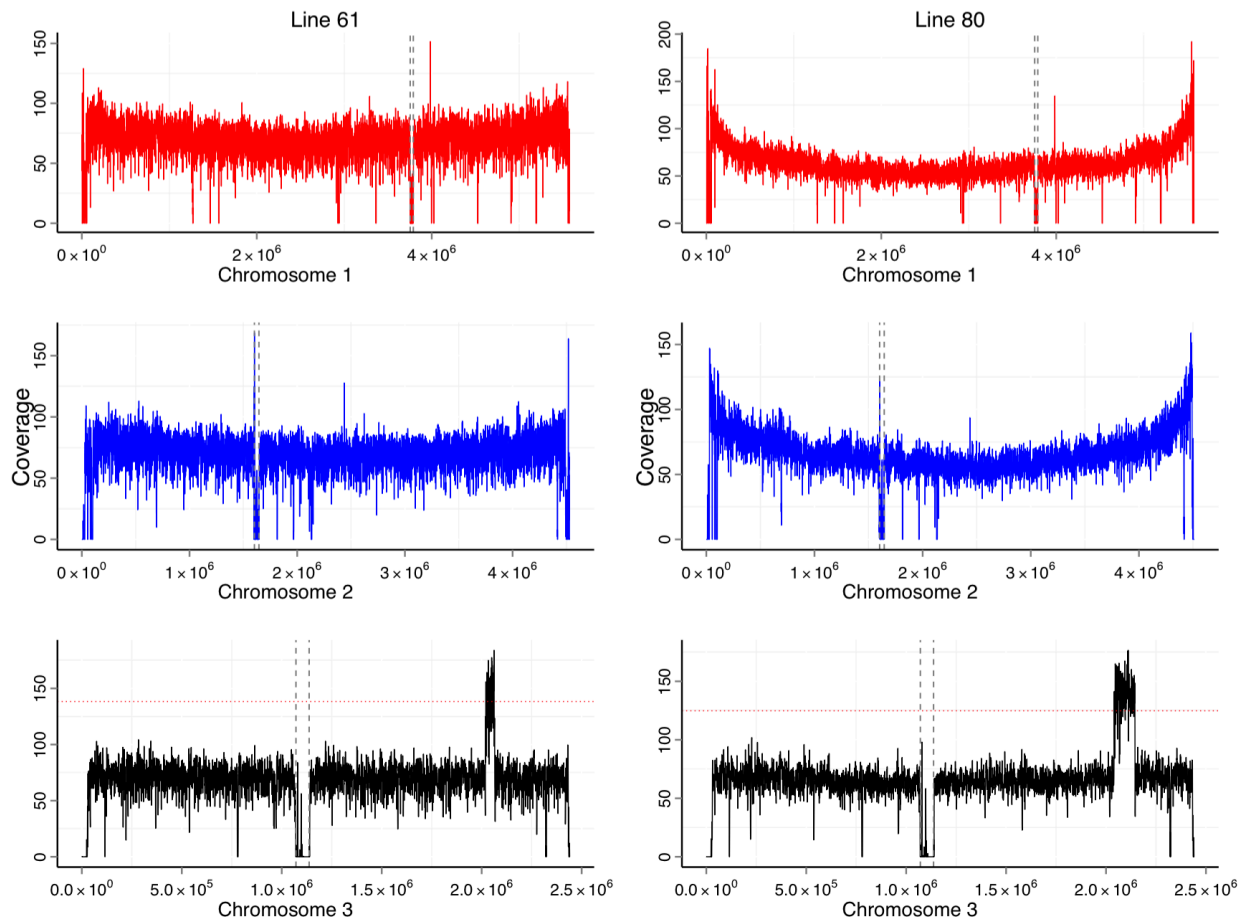 Line 61
Line 80
0 50 100 150
0 50 100 150 200
0 × 10⁰ 2 × 10⁶ 4 × 10⁶
0 × 10⁰ 2 × 10⁶ 4 × 10⁶
Chromosome 1
Chromosome 1
Coverage
0 50 100 150
Coverage
0 50 100 150
0 × 10⁰ 1 × 10⁶ 2 × 10⁶ 3 × 10⁶ 4 × 10⁶
0 × 10⁰ 1 × 10⁶ 2 × 10⁶ 3 × 10⁶ 4 × 10⁶
Chromosome 2
Chromosome 2
0 50 100 150
0 50 100 150
0.0 × 10⁰ 5.0 × 10⁵ 1.0 × 10⁶ 1.5 × 10⁶ 2.0 × 10⁶ 2.5 × 10⁶
0.0 × 10⁰ 5.0 × 10⁵ 1.0 × 10⁶ 1.5 × 10⁶ 2.0 × 10⁶ 2.5 × 10⁶
Chromosome 3
Chromosome 3